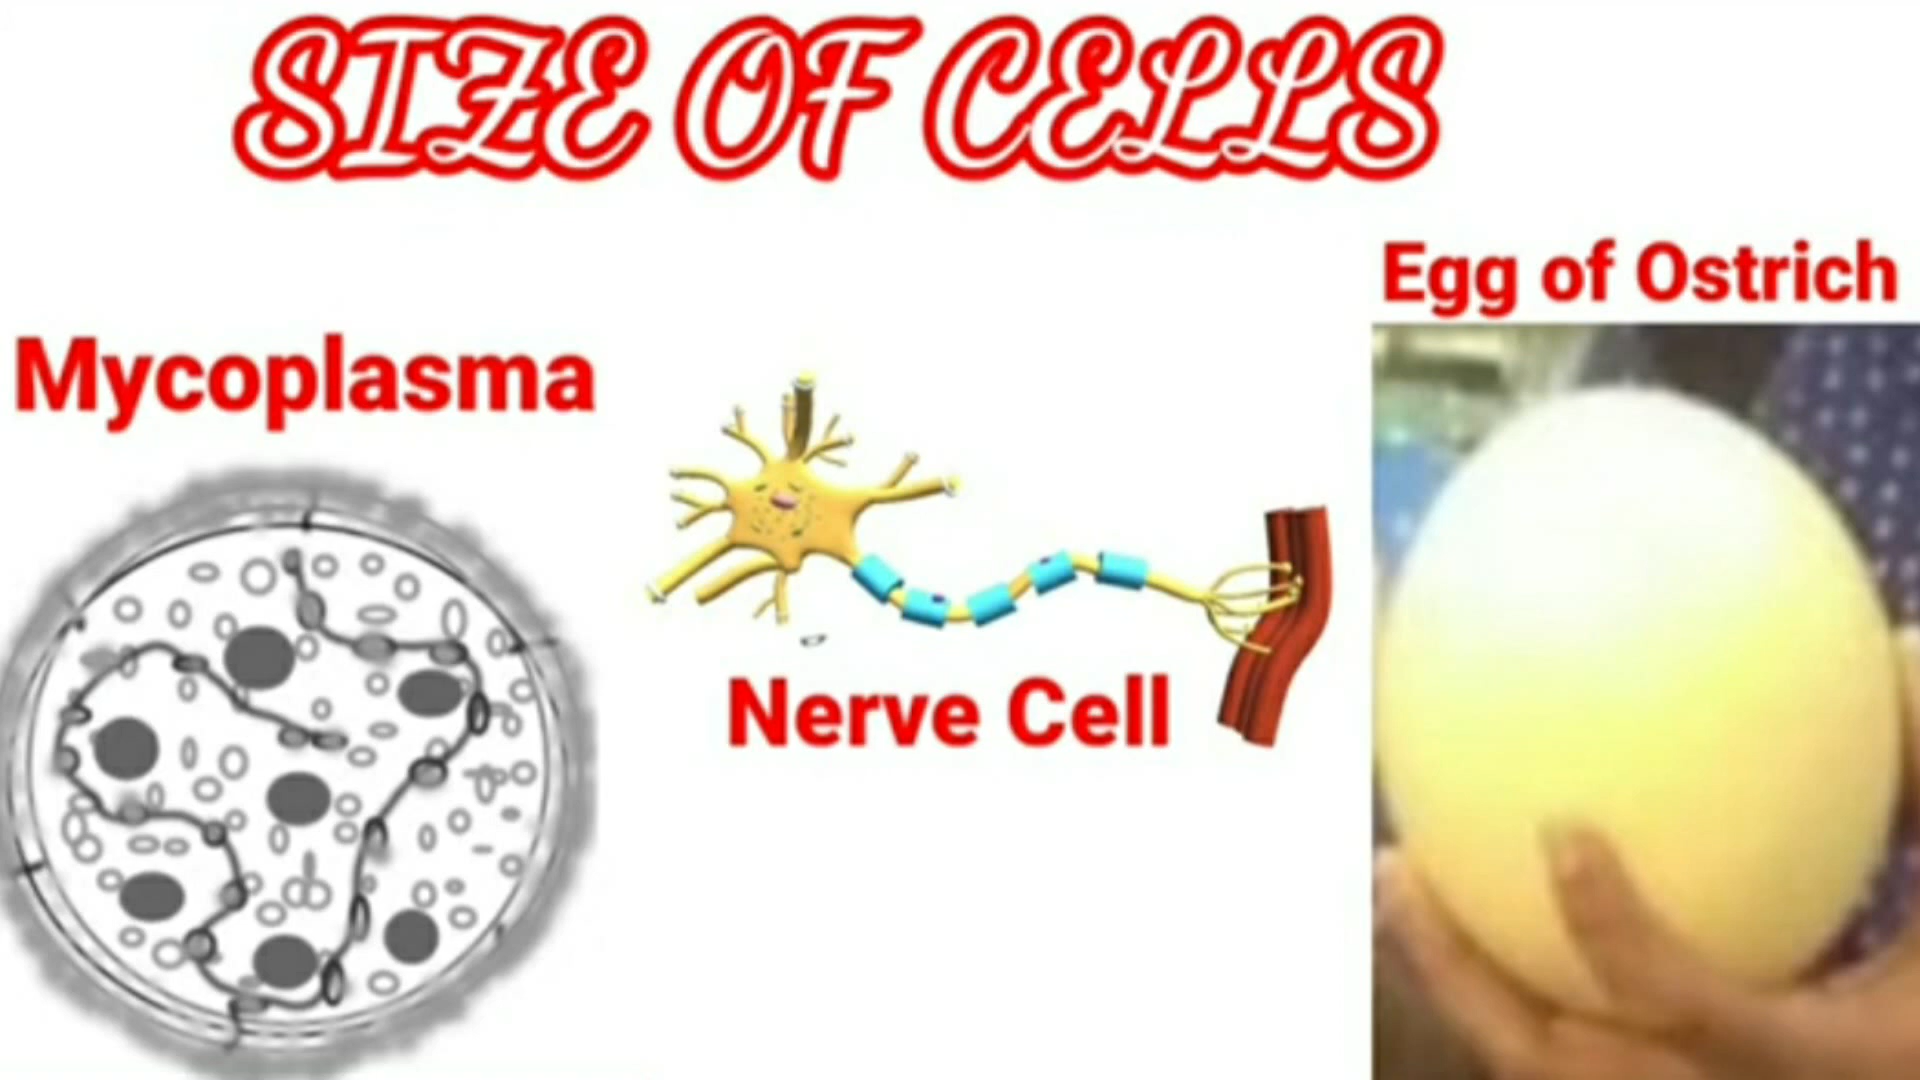 SIZE OF CELLS
Egg of Ostrich
Mycoplasma
Nerve Cell